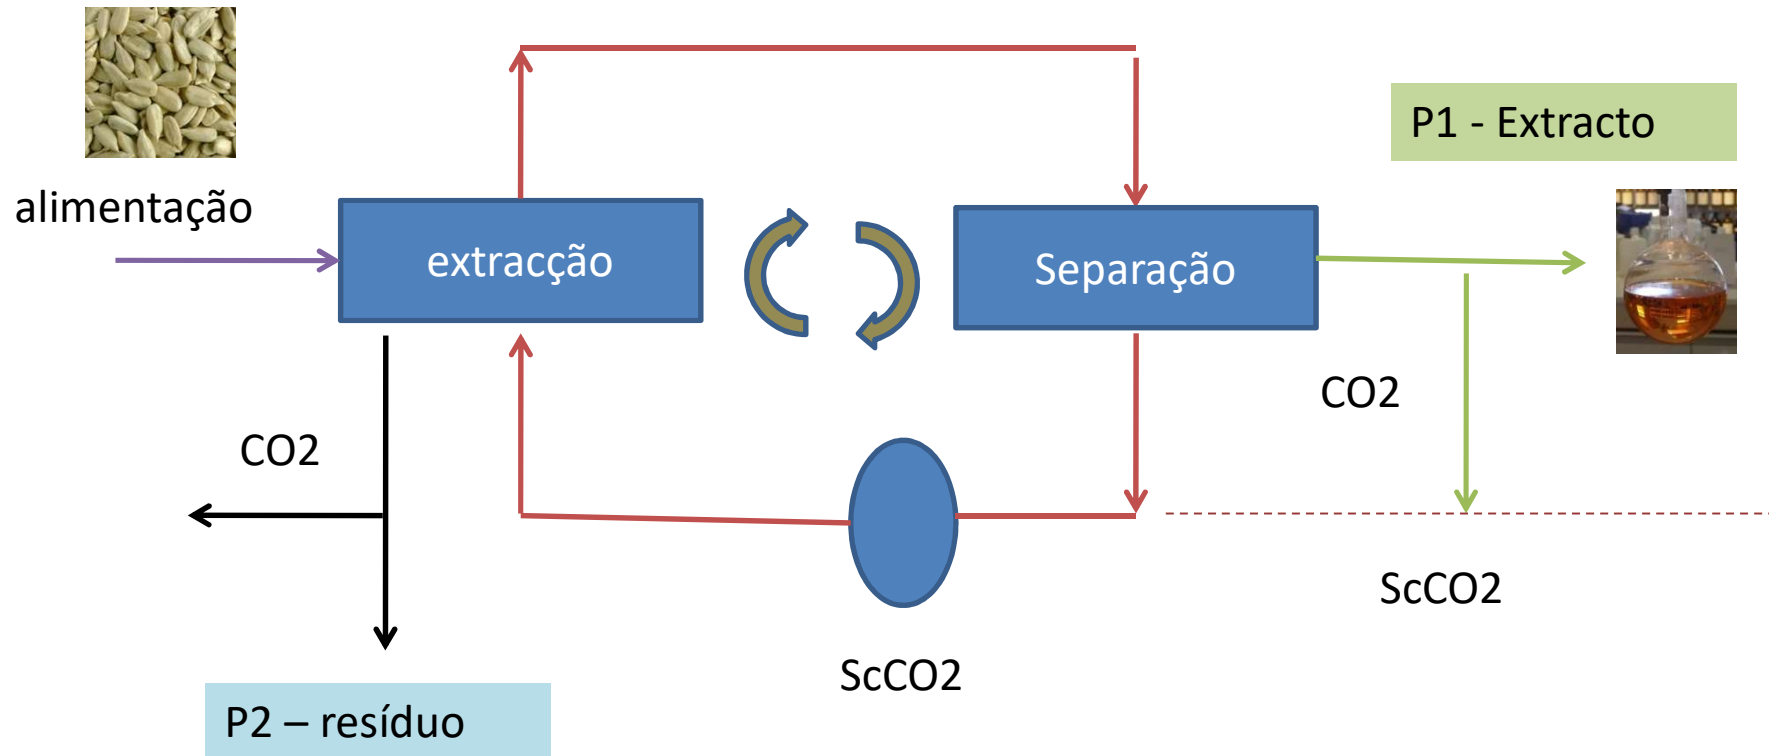 P1 - Extracto
alimentação
extracção
Separação
CO2
CO2
ScCO2
ScCO2
P2 – resíduo